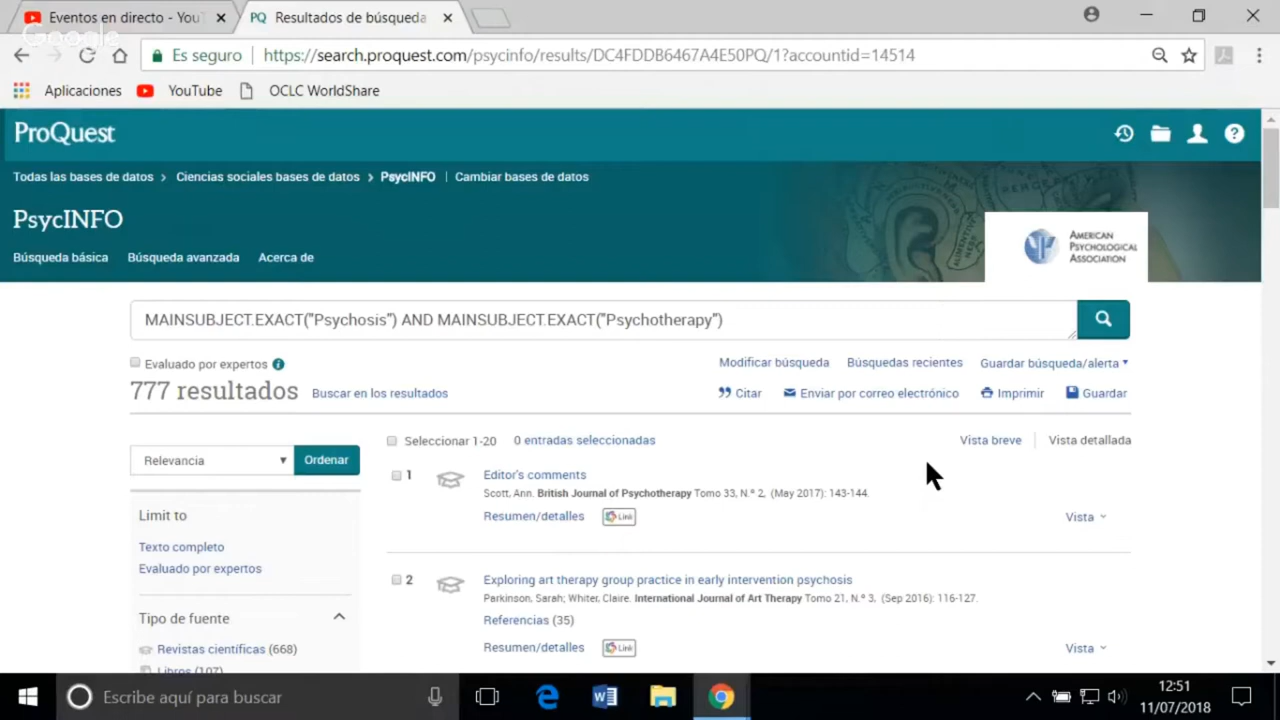 Eventos en directo - YouT
Resultados de búsqueda
Google
Es seguro
https://search.proquest.com/psycinfo/results/DC4FDDB6467A4E50PQ/1?accountid=14514
Aplicaciones
YouTube
OCLC WorldShare
ProQuest
Todas las bases de datos > Ciencias sociales bases de datos > PsycINFO | Cambiar bases de datos
PsycINFO
AMERICAN
PSYCHOLOGICAL
ASSOCIATION
Búsqueda básica Búsqueda avanzada Acerca de
MAINSUBJECT.EXACT("Psychosis") AND MAINSUBJECT.EXACT("Psychotherapy")
Evaluado por expertos
Modificar búsqueda Búsquedas recientes Guardar búsqueda/alerta
777 resultados Buscar en los resultados
Citar Enviar por correo electrónico Imprimir Guardar
Seleccionar 1-20 0 entradas seleccionadas
Vista breve Vista detallada
Relevancia Ordenar
1 Editor's comments
Scott, Ann. British Journal of Psychotherapy Tomo 33, N.º 2, (May 2017): 143-144.
Resumen/detalles Link
Vista
Limit to
Texto completo
Evaluado por expertos
2 Exploring art therapy group practice in early intervention psychosis
Parkinson, Sarah; Whiter, Claire. International Journal of Art Therapy Tomo 21, N.º 3, (Sep 2016): 116-127.
Referencias (35)
Resumen/detalles Link
Vista
Tipo de fuente
Revistas científicas (668)
Libros (107)
Escribe aquí para buscar
12:51
11/07/2018